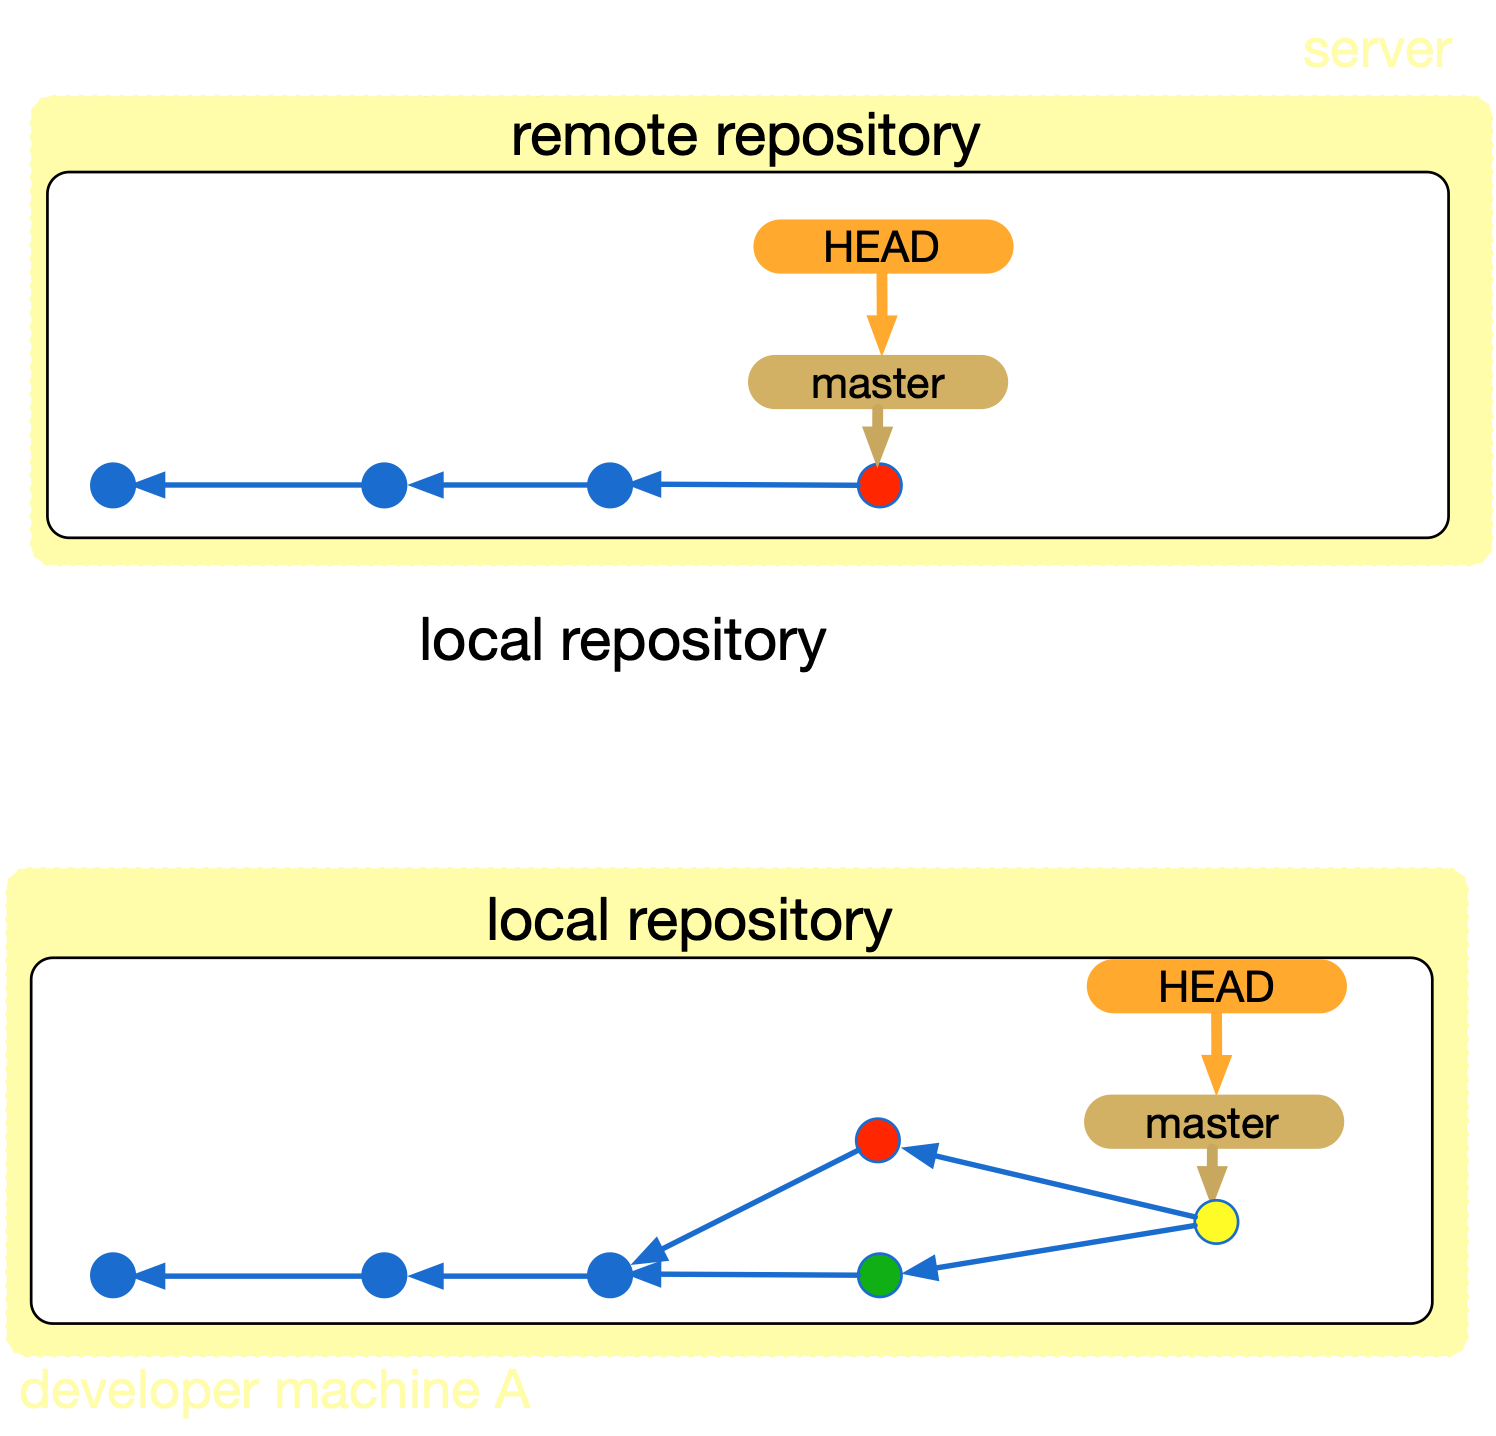 server
remote repository
HEAD
master
local repository
local repository
HEAD
master
developer machine A